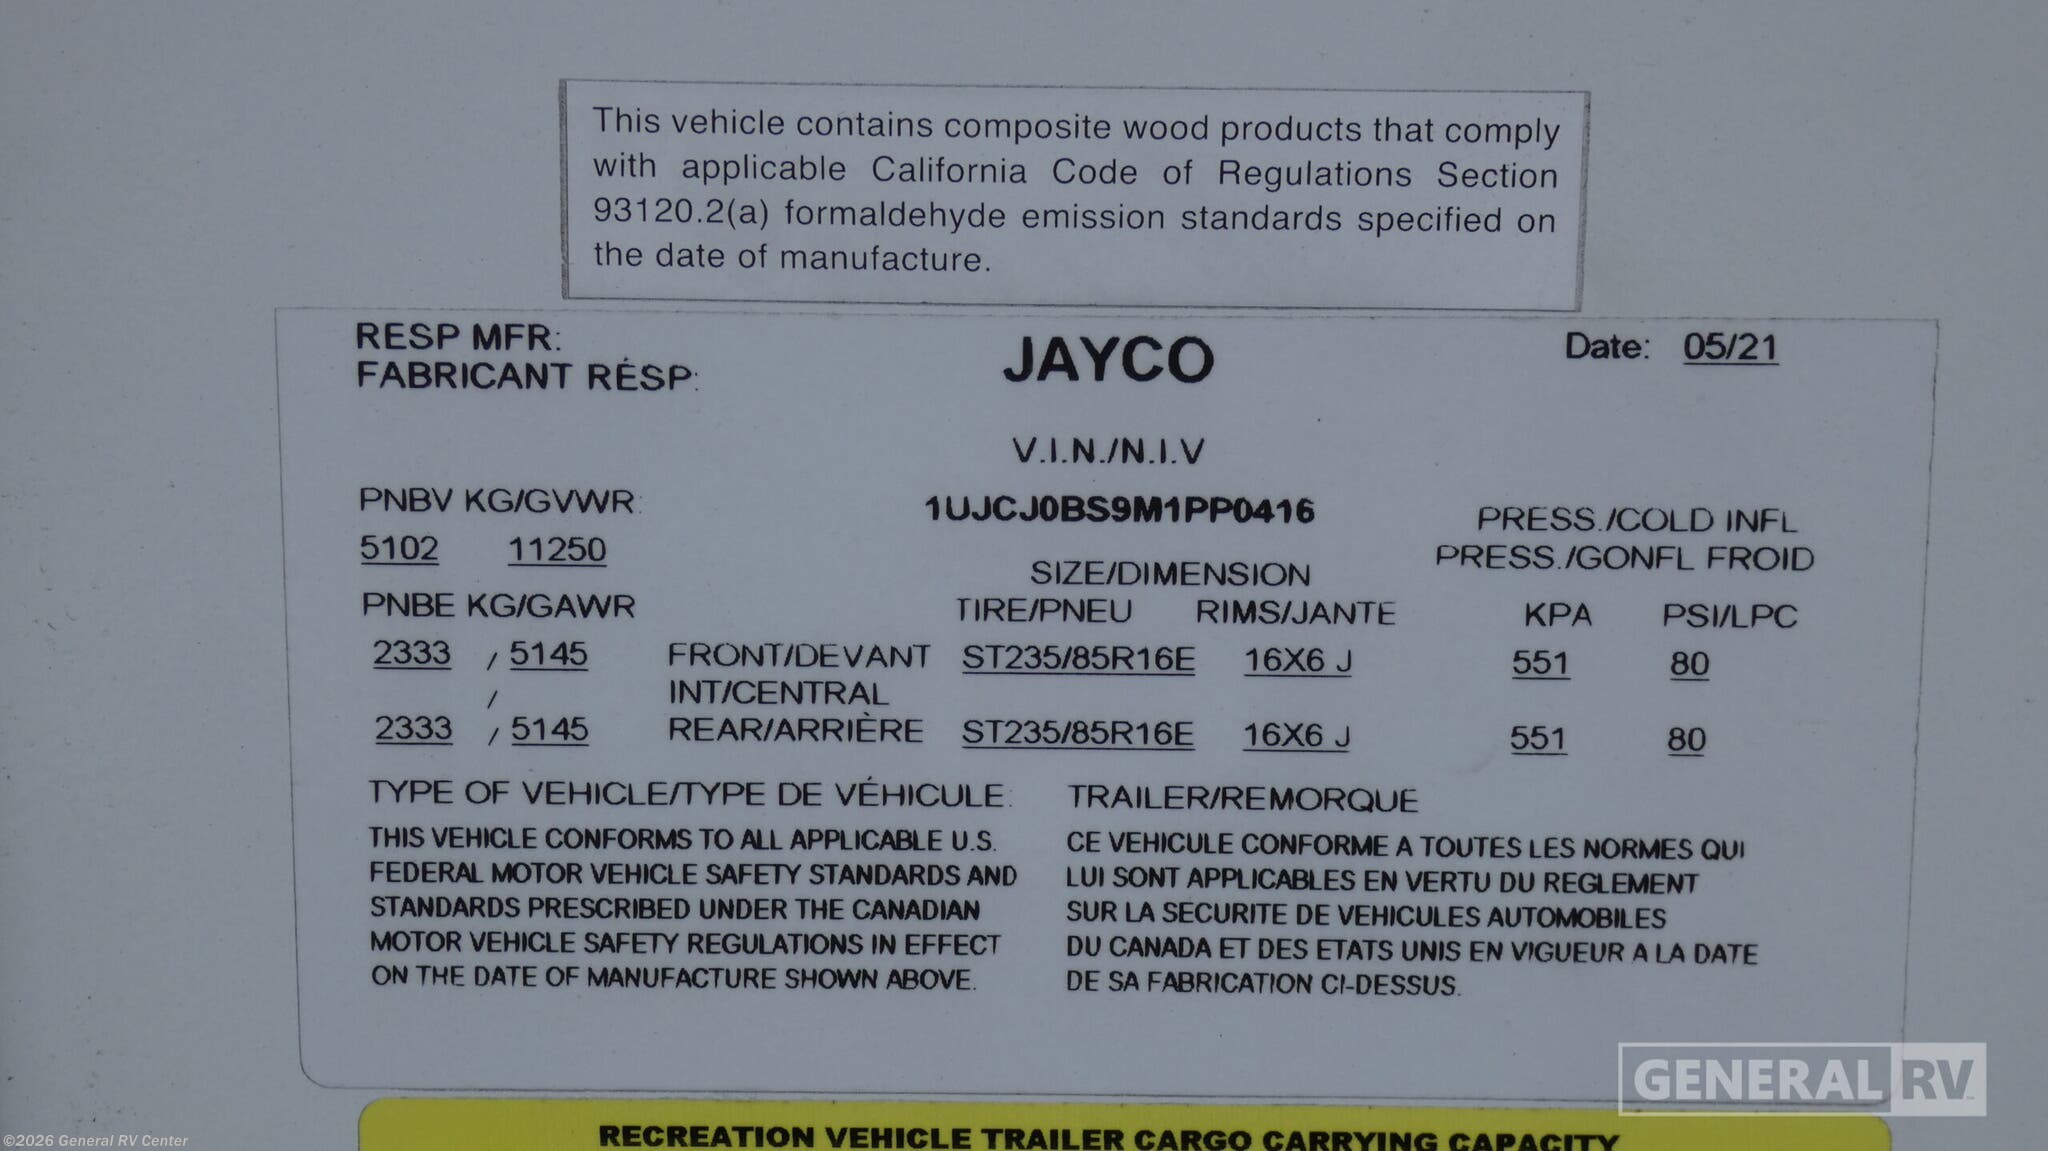 This vehicle contains composite wood products that comply
with applicable California Code of Regulations Section
93120.2(a) formaldehyde emission standards specified on
the date of manufacture.
RESP MFR: JAYCO Date: 05/21
FABRICANT RÉSP:
V.I.N./N.I.V
PNBV KG/GVWR: 1UJCJ0BS9M1PP0416 PRESS./COLD INFL
5102 11250 PRESS./GONFL FROID
SIZE/DIMENSION
PNBE KG/GAWR TIRE/PNEU RIMS/JANTE KPA PSI/LPC
2333 / 5145 FRONT/DEVANT ST235/85R16E 16X6 J 551 80
/ INT/CENTRAL
2333 / 5145 REAR/ARRIÈRE ST235/85R16E 16X6 J 551 80
TYPE OF VEHICLE/TYPE DE VÉHICULE: TRAILER/REMORQUE
THIS VEHICLE CONFORMS TO ALL APPLICABLE U.S.
FEDERAL MOTOR VEHICLE SAFETY STANDARDS AND
STANDARDS PRESCRIBED UNDER THE CANADIAN
MOTOR VEHICLE SAFETY REGULATIONS IN EFFECT
ON THE DATE OF MANUFACTURE SHOWN ABOVE.
CE VEHICULE CONFORME A TOUTES LES NORMES QUI
LUI SONT APPLICABLES EN VERTU DU REGLEMENT
SUR LA SECURITE DE VEHICULES AUTOMOBILES
DU CANADA ET DES ETATS UNIS EN VIGUEUR A LA DATE
DE SA FABRICATION CI-DESSUS.
GENERAL RV
RECREATION VEHICLE TRAILER CARGO CARRYING CAPACITY
©2026 General RV Center